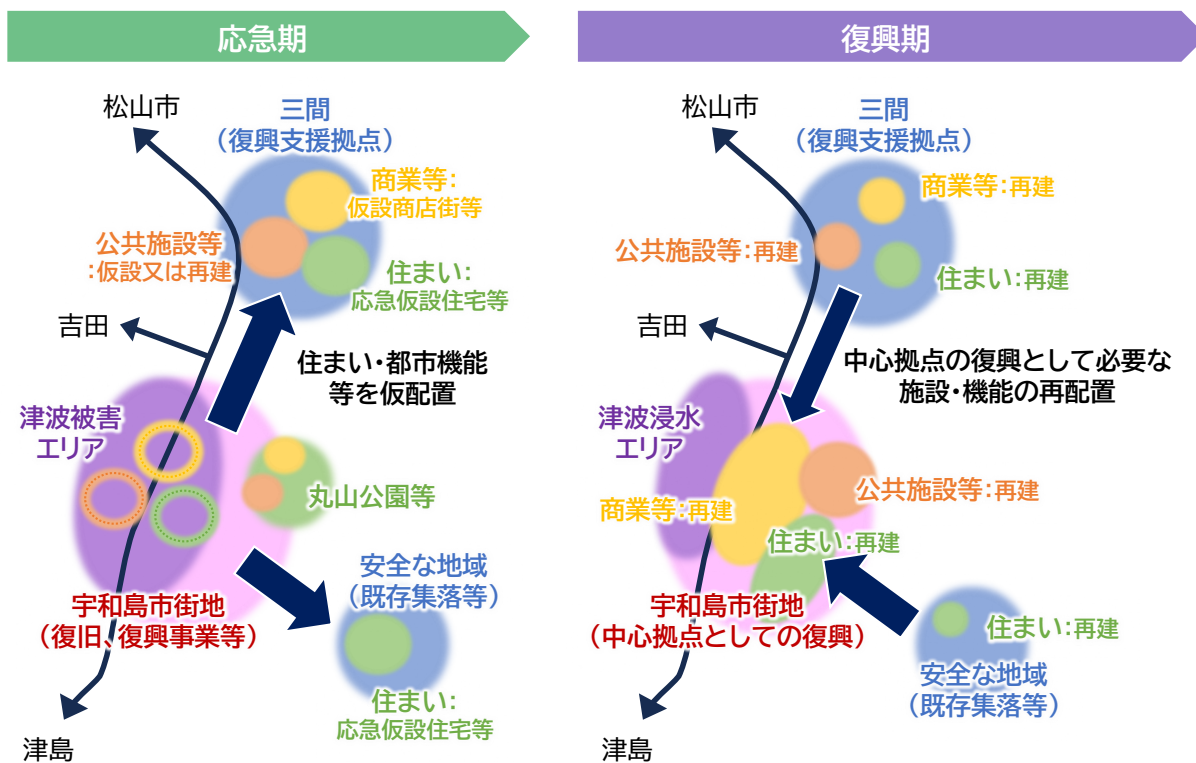 応急期
松山市
三間
（復興支援拠点）
商業等：
仮設商店街等
公共施設等
：仮設又は再建
住まい：
応急仮設住宅等
吉田
住まい・都市機能
等を仮配置
津波被害
エリア
丸山公園等
安全な地域
（既存集落等）
宇和島市街地
（復旧、復興事業等）
住まい：
応急仮設住宅等
津島
復興期
松山市
三間
（復興支援拠点）
商業等：再建
公共施設等：再建
住まい：再建
吉田
中心拠点の復興として必要な
施設・機能の再配置
津波浸水
エリア
公共施設等：再建
商業等：再建
住まい：再建
宇和島市街地
（中心拠点としての復興）
住まい：再建
安全な地域
（既存集落等）
津島